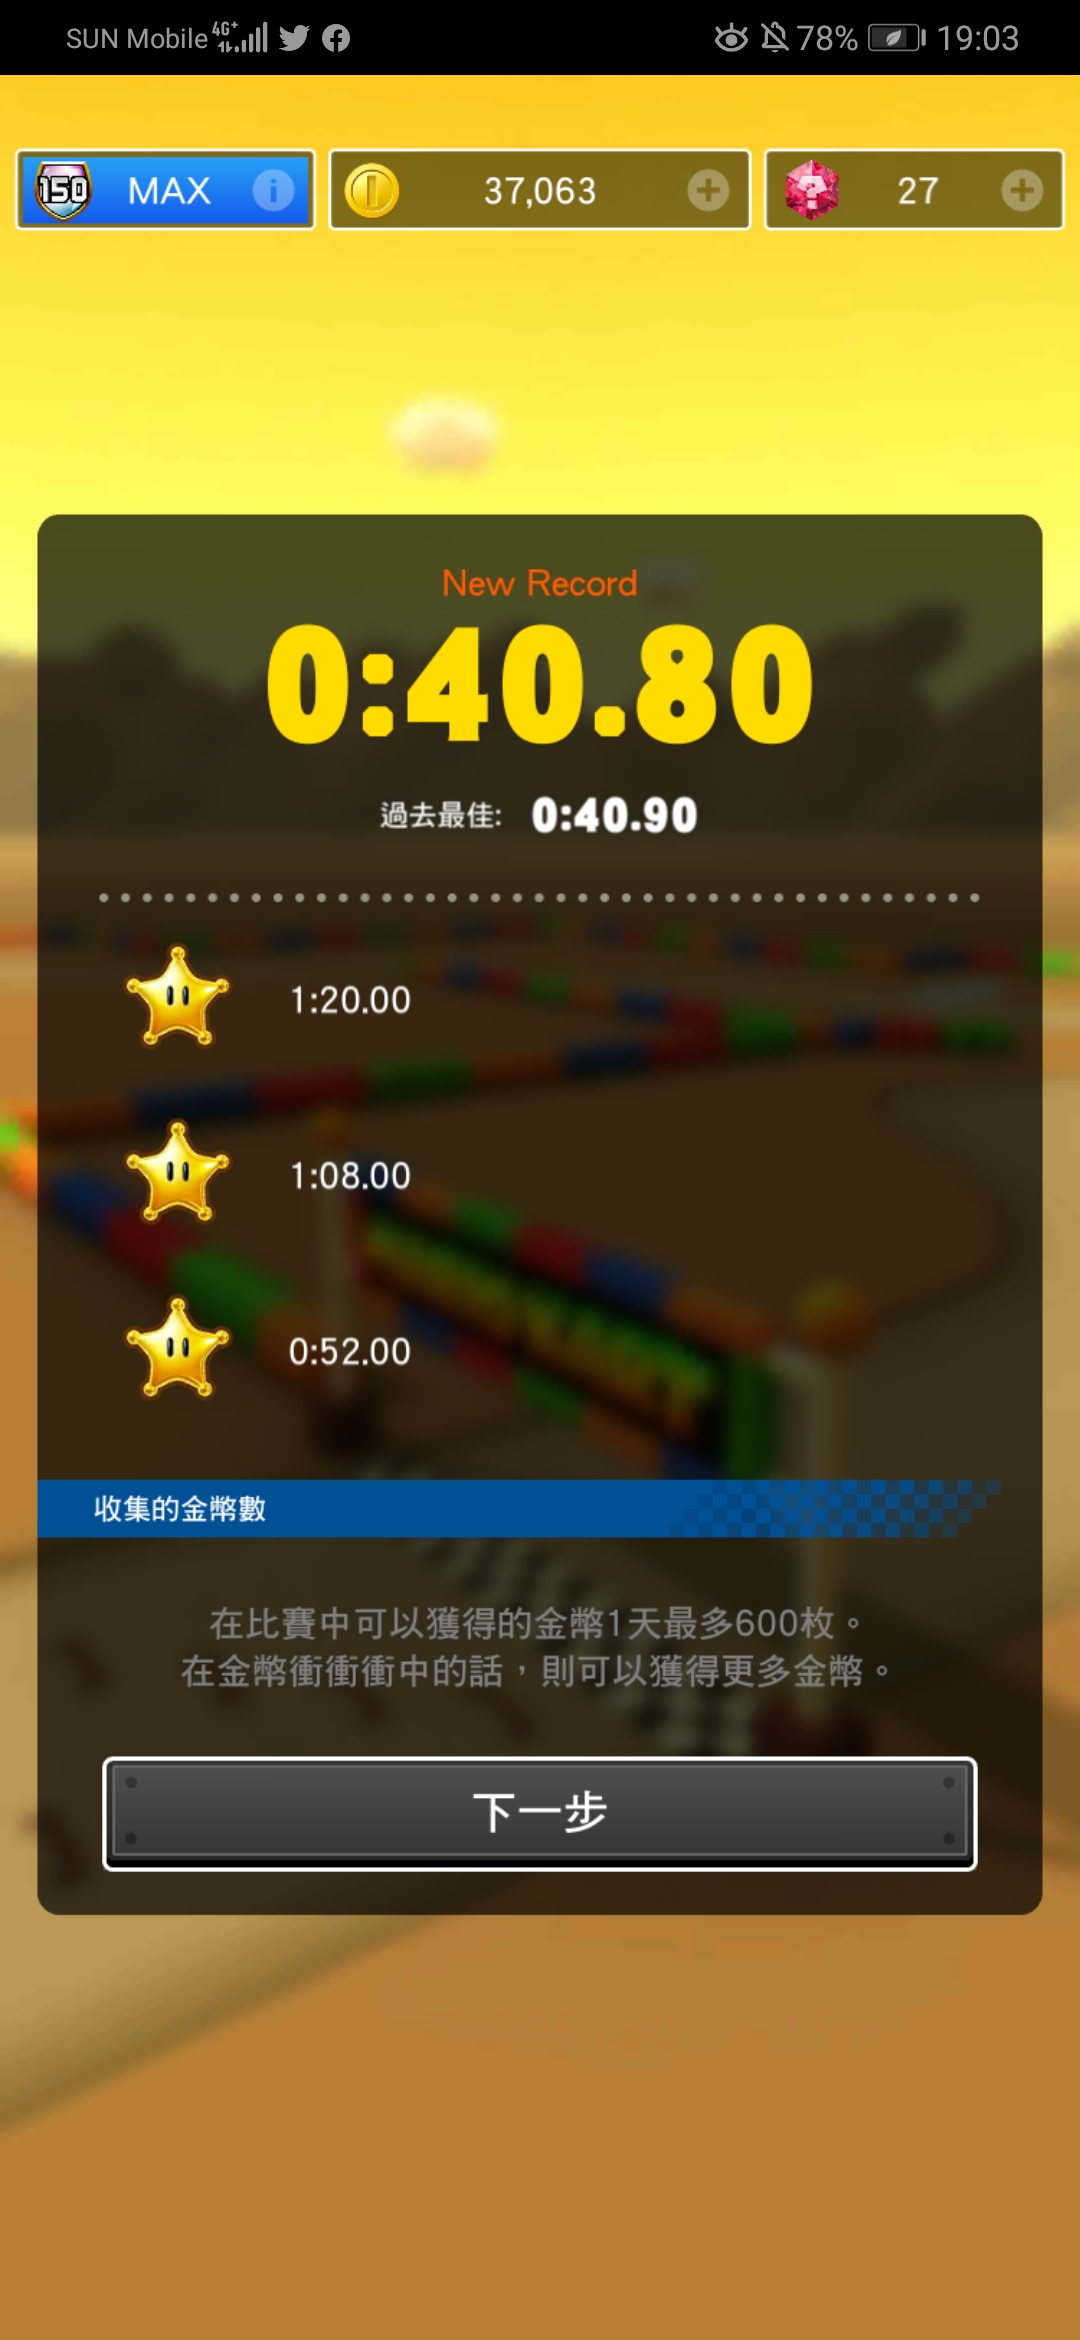 SUN Mobile 4G+ 78% 19:03
150 MAX i 37,063 + 27 +
New Record
0:40.80
過去最佳: 0:40.90
1:20.00
1:08.00
0:52.00
收集的金幣數
在比賽中可以獲得的金幣1天最多600枚。
在金幣衝衝衝中的話，則可以獲得更多金幣。
下一步